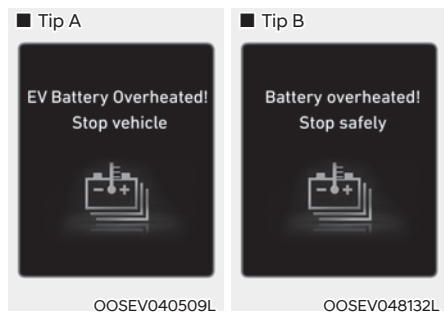 ■ Tip A
EV Battery Overheated!
Stop vehicle
OOSEV040509L
■ Tip B
Battery overheated!
Stop safely
OOSEV048132L